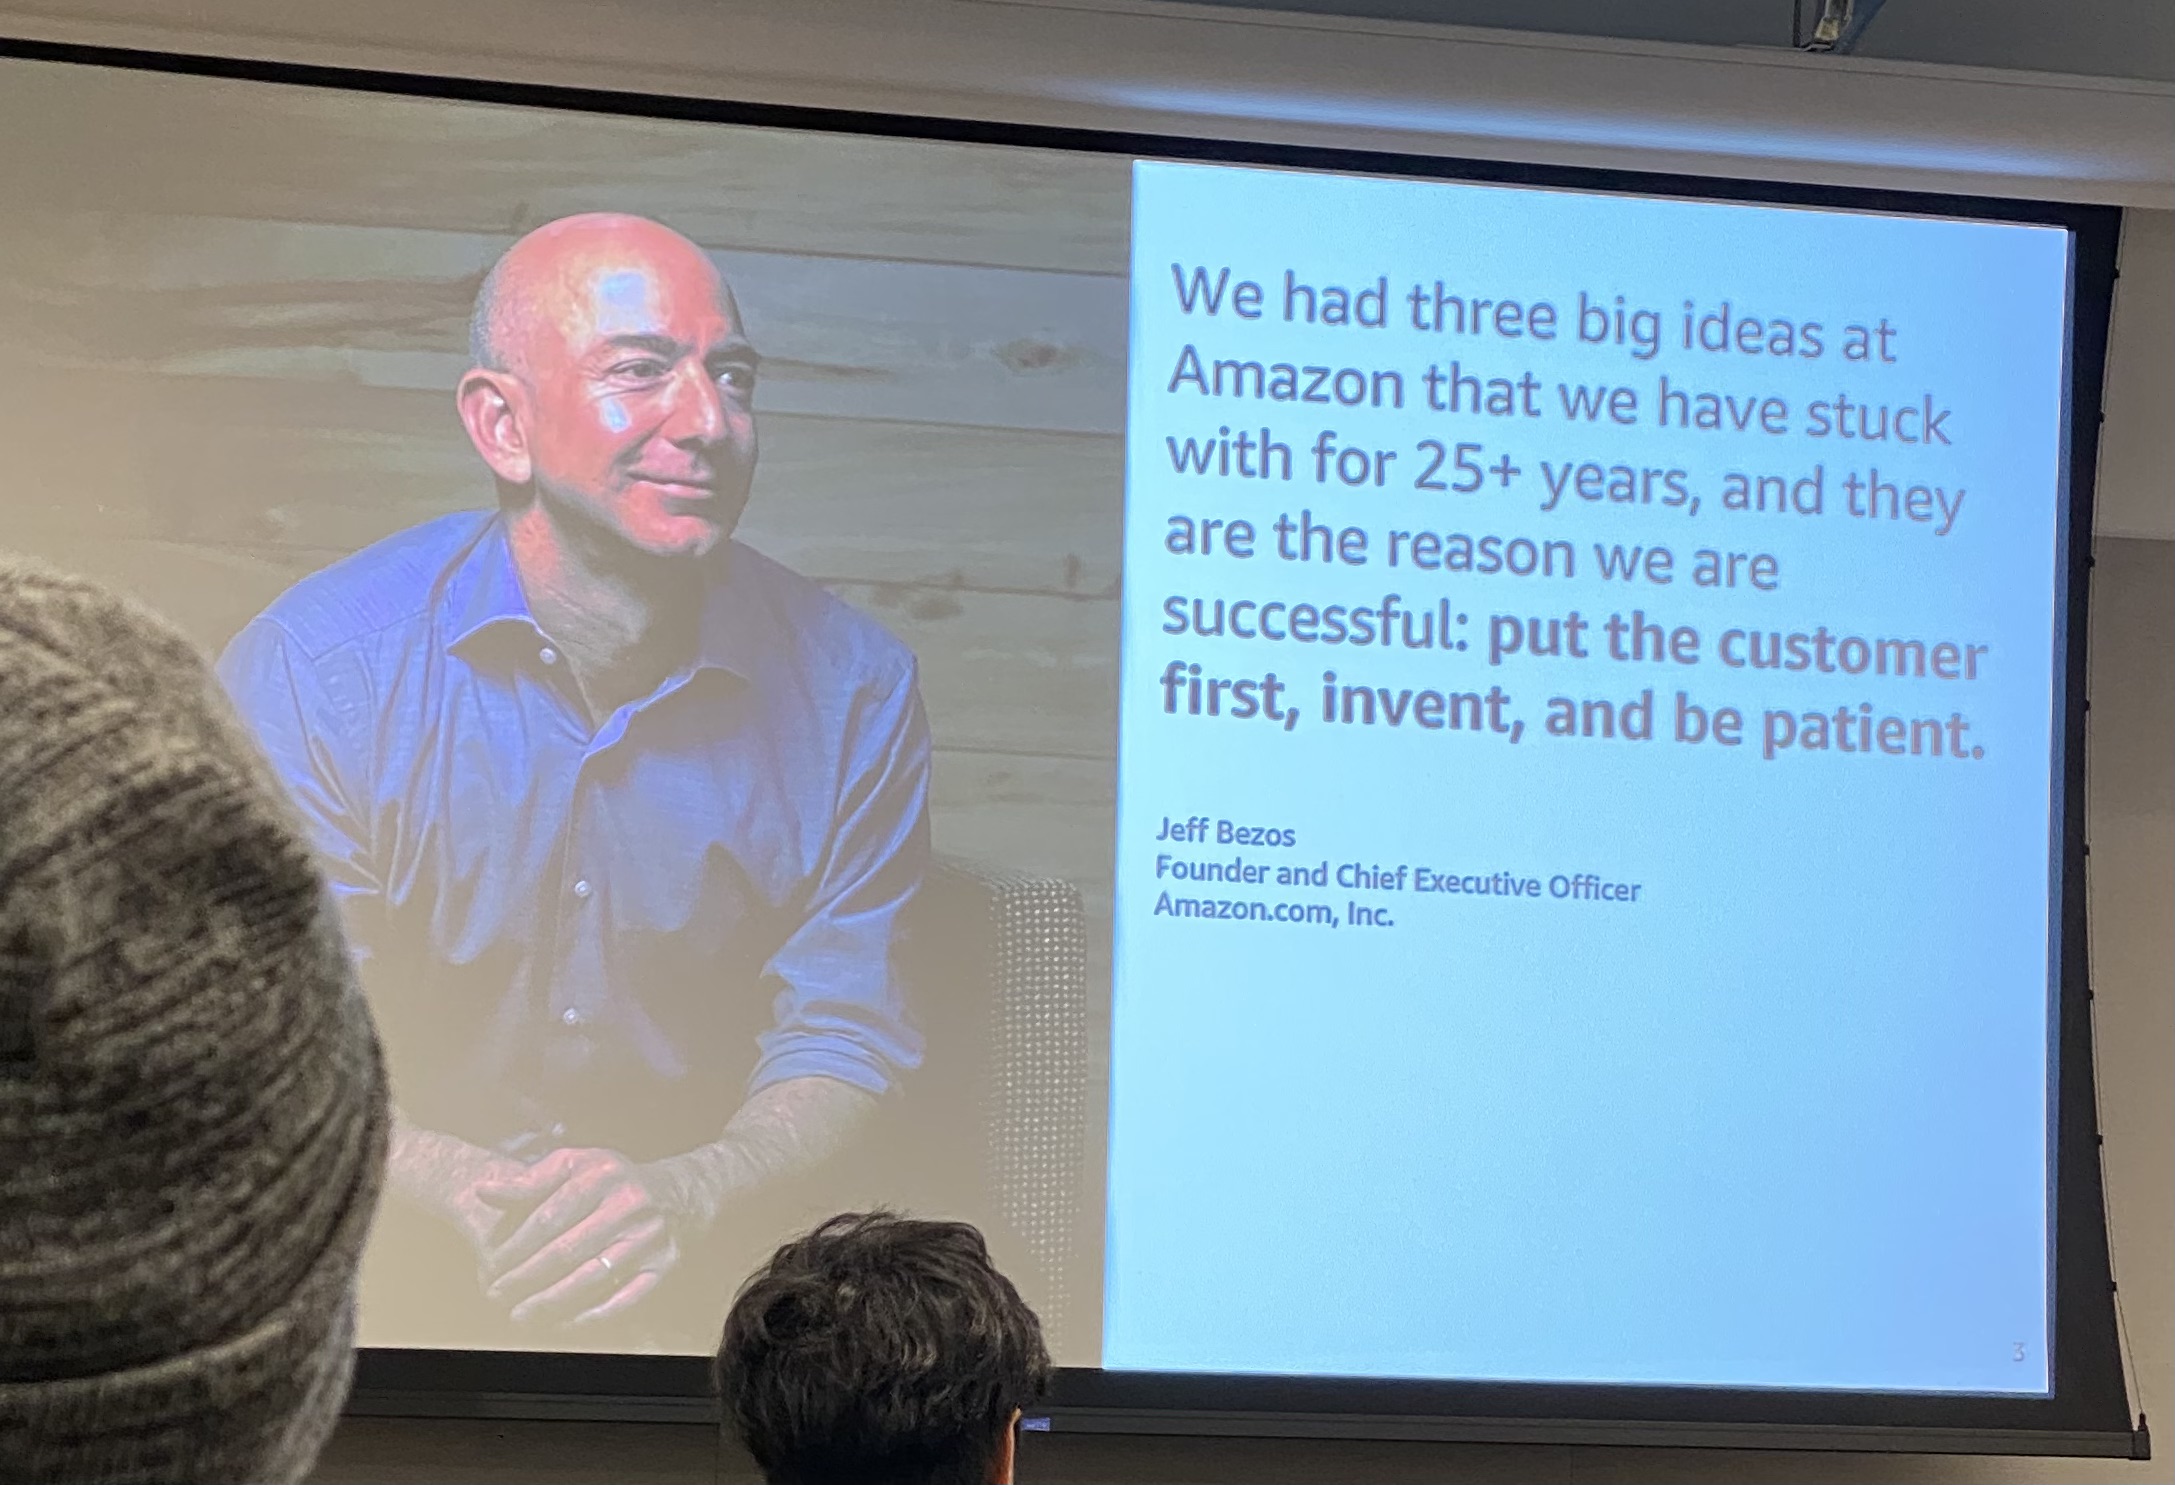 We had three big ideas at
Amazon that we have stuck
with for 25+ years, and they
are the reason we are
successful: put the customer
first, invent, and be patient.
Jeff Bezos
Founder and Chief Executive Officer
Amazon.com, Inc.
3